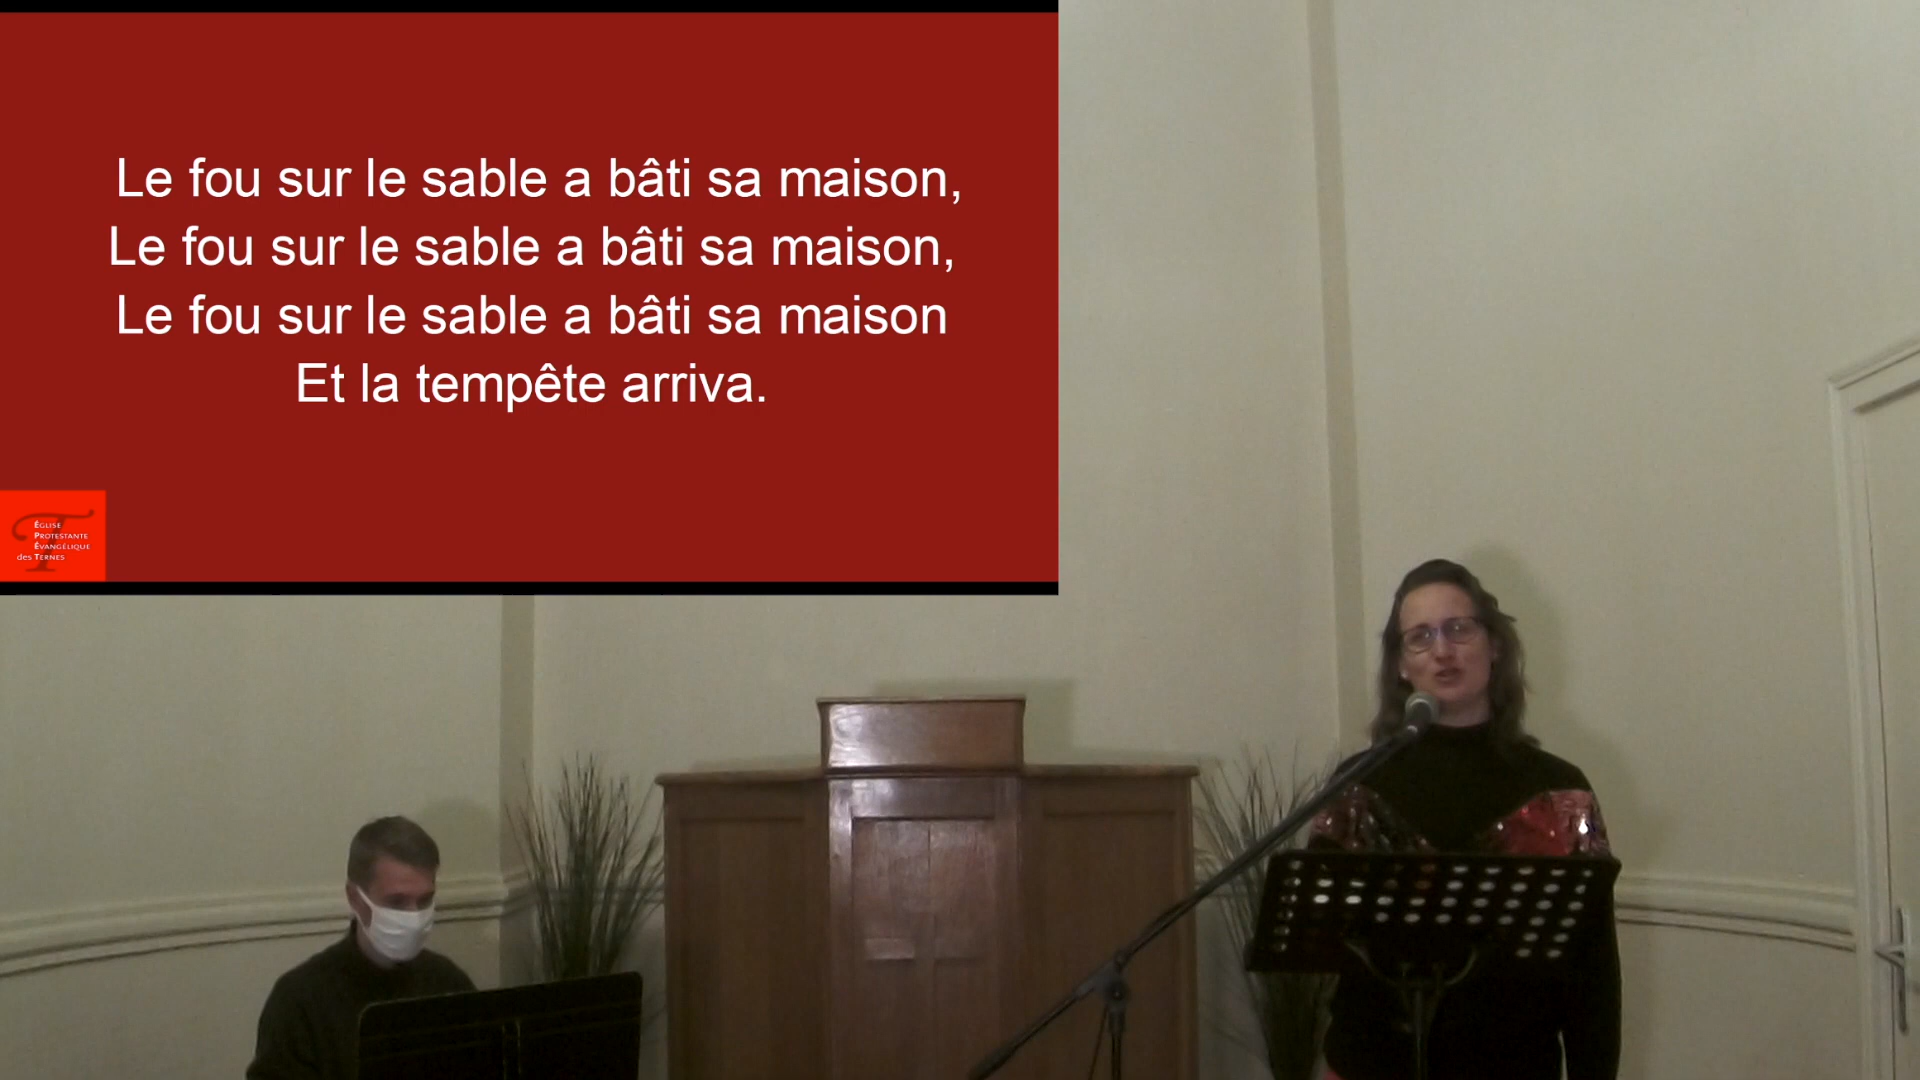 Le fou sur le sable a bâti sa maison,
Le fou sur le sable a bâti sa maison,
Le fou sur le sable a bâti sa maison
Et la tempête arriva.
ÉGLISE
PROTESTANTE
ÉVANGÉLIQUE
des TERNES